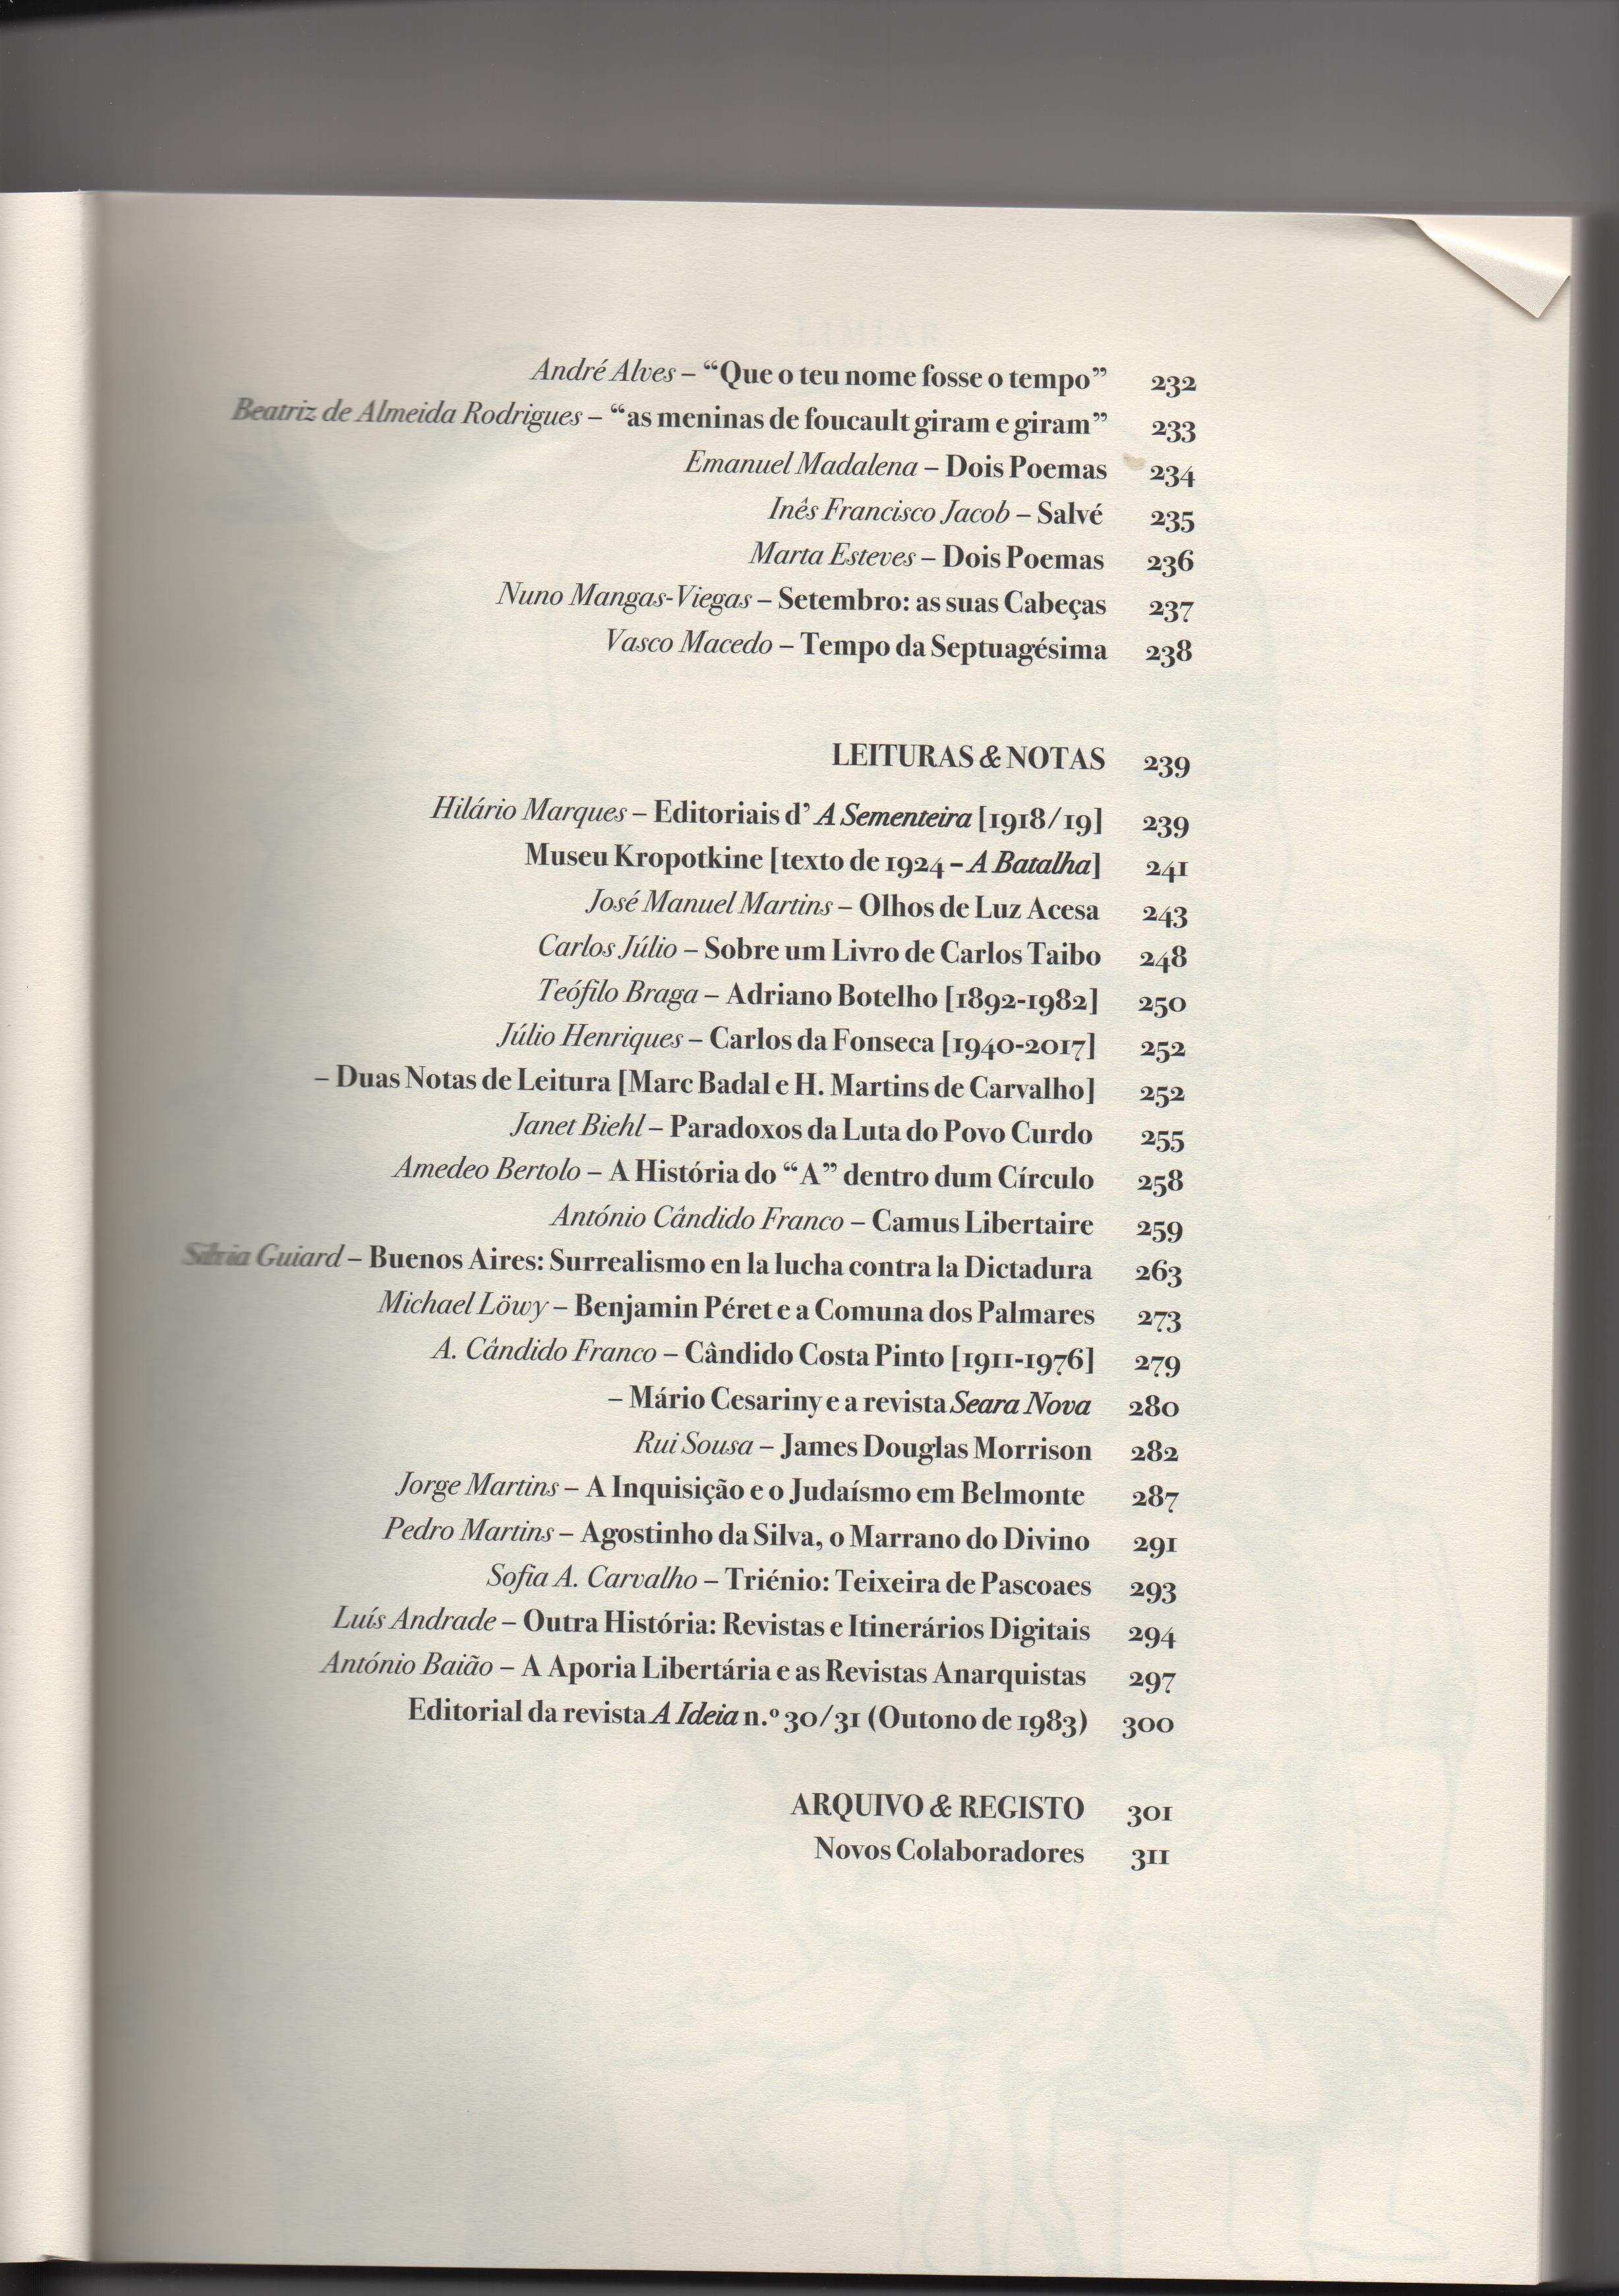 André Alves – “Que o teu nome fosse o tempo” 232
Beatriz de Almeida Rodrigues – “as meninas de foucault giram e giram” 233
Emanuel Madalena – Dois Poemas 234
Inês Francisco Jacob – Salvé 235
Marta Esteves – Dois Poemas 236
Nuno Mangas-Viegas – Setembro: as suas Cabeças 237
Vasco Macedo – Tempo da Septuagésima 238
LEITURAS & NOTAS 239
Hilário Marques – Editoriais d’ A Sementeira [1918/19] 239
Museu Kropotkine [texto de 1924 – A Batalha] 241
José Manuel Martins – Olhos de Luz Acesa 243
Carlos Júlio – Sobre um Livro de Carlos Taibo 248
Teófilo Braga – Adriano Botelho [1892-1982] 250
Júlio Henriques – Carlos da Fonseca [1940-2017] 252
– Duas Notas de Leitura [Marc Badal e H. Martins de Carvalho] 252
Janet Biehl – Paradoxos da Luta do Povo Curdo 255
Amedeo Bertolo – A História do “A” dentro dum Círculo 258
António Cândido Franco – Camus Libertaire 259
Silvia Guiard – Buenos Aires: Surrealismo en la lucha contra la Dictadura 263
Michael Löwy – Benjamin Péret e a Comuna dos Palmares 273
A. Cândido Franco – Cândido Costa Pinto [1911-1976] 279
– Mário Cesariny e a revista Seara Nova 280
Rui Sousa – James Douglas Morrison 282
Jorge Martins – A Inquisição e o Judaísmo em Belmonte 287
Pedro Martins – Agostinho da Silva, o Marrano do Divino 291
Sofia A. Carvalho – Triénio: Teixeira de Pascoaes 293
Luís Andrade – Outra História: Revistas e Itinerários Digitais 294
António Baião – A Aporia Libertária e as Revistas Anarquistas 297
Editorial da revista A Ideia n.º 30/31 (Outono de 1983) 300
ARQUIVO & REGISTO 301
Novos Colaboradores 311